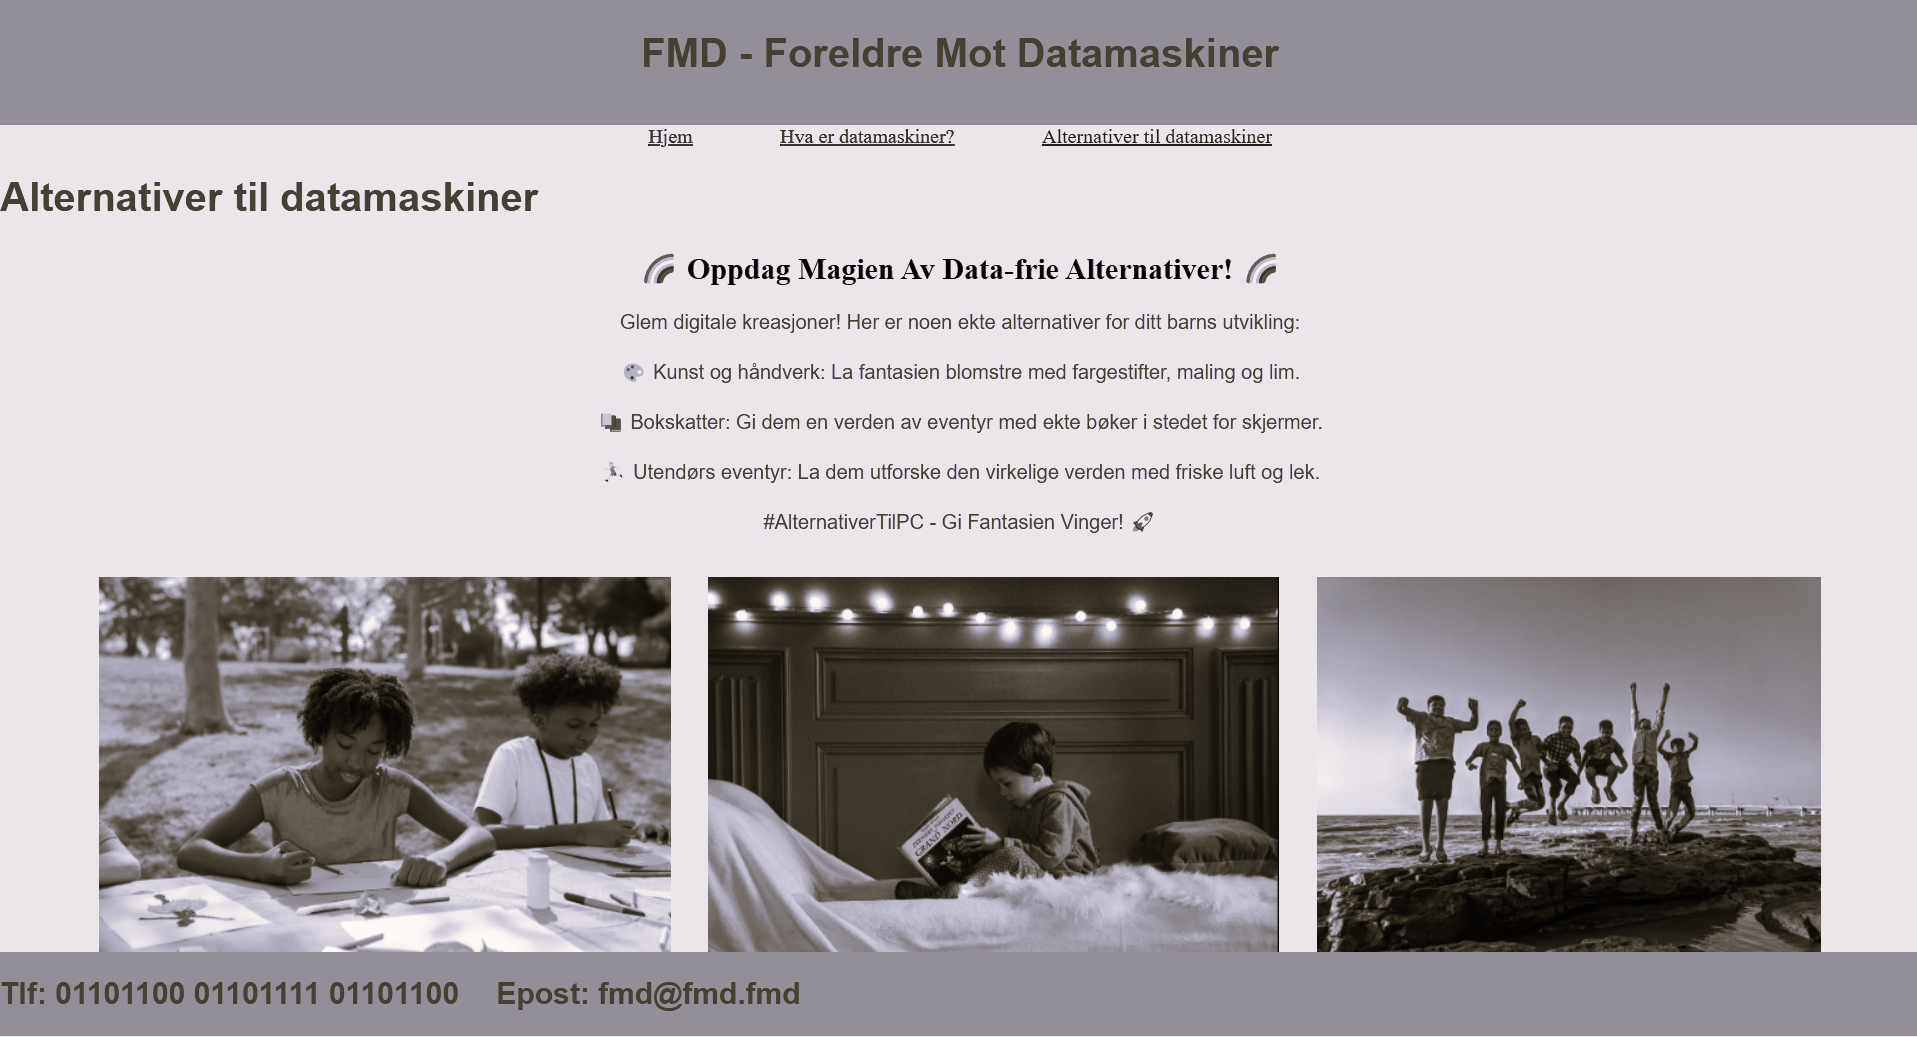 FMD - Foreldre Mot Datamaskiner
Hjem Hva er datamaskiner? Alternativer til datamaskiner
Alternativer til datamaskiner
🌈 Oppdag Magien Av Data-frie Alternativer! 🌈
Glem digitale kreasjoner! Her er noen ekte alternativer for ditt barns utvikling:
🎨 Kunst og håndverk: La fantasien blomstre med fargestifter, maling og lim.
📚 Bokskatter: Gi dem en verden av eventyr med ekte bøker i stedet for skjermer.
Utendørs eventyr: La dem utforske den virkelige verden med friske luft og lek.
#AlternativerTilPC - Gi Fantasien Vinger! 🚀
GRAND NORD
Tlf: 01101100 01101111 01101100 Epost: fmd@fmd.fmd